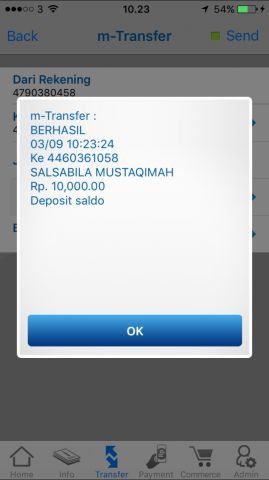 3 10.23 54%
Back m-Transfer Send
Dari Rekening
4790380458
K
4
m-Transfer :
BERHASIL
03/09 10:23:24
Ke 4460361058
SALSABILA MUSTAQIMAH
Rp. 10,000.00
Deposit saldo
J
B
OK
Home Info Transfer Payment Commerce Admin